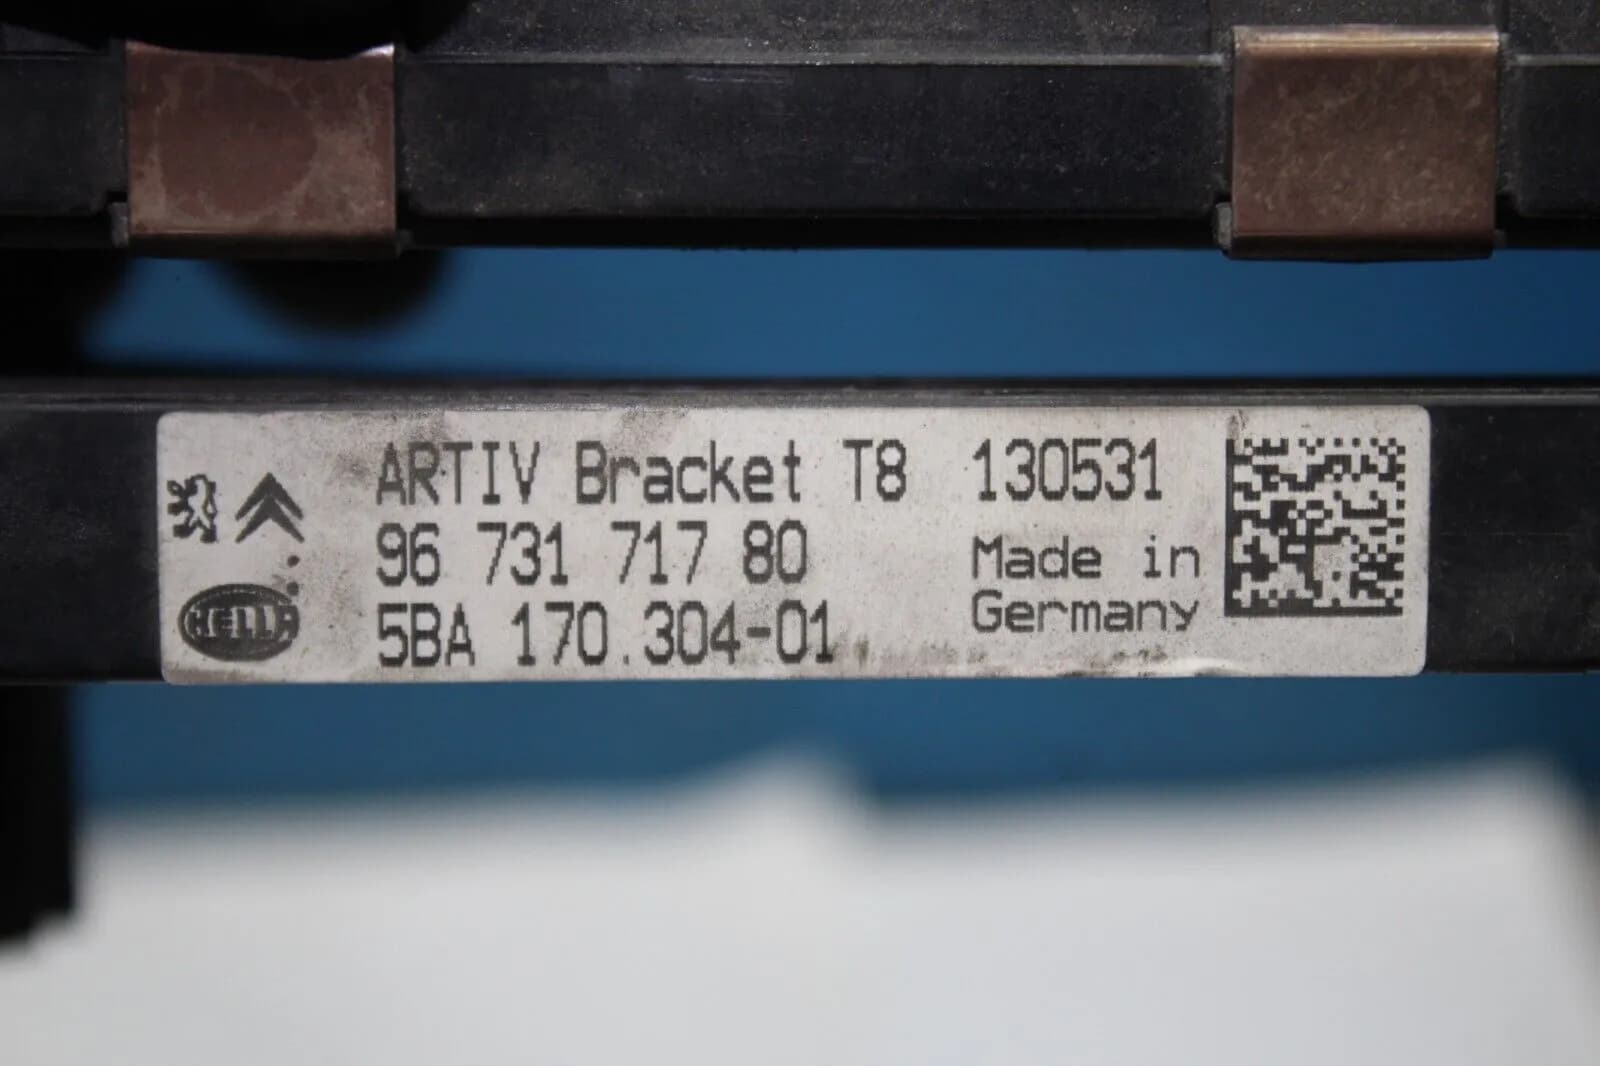 ARTIV Bracket T8 130531
96 731 717 80
Made in
5BA 170.304-01
Germany
HELLA